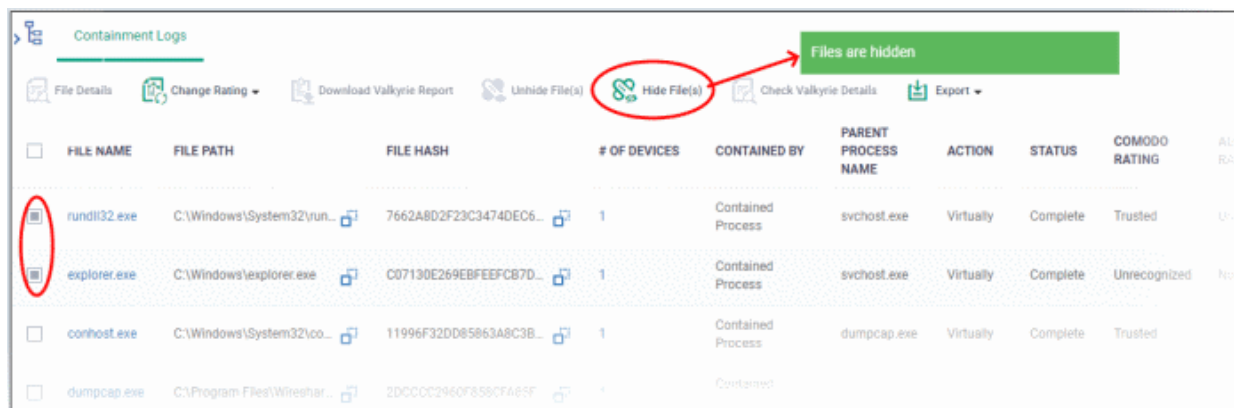 Containment Logs
Files are hidden
File Details Change Rating Download Valkyrie Report Unhide File(s) Hide File(s) Check Valkyrie Details Export
FILE NAME FILE PATH FILE HASH # OF DEVICES CONTAINED BY PARENT PROCESS NAME ACTION STATUS COMODO RATING
rundll32.exe C:\Windows\System32\run... 7662A8D2F23C3474DEC6... 1 Contained Process svchost.exe Virtually Complete Trusted
explorer.exe C:\Windows\explorer.exe C07130E269EBFEEFCB7D... 1 Contained Process svchost.exe Virtually Complete Unrecognized
conhost.exe C:\Windows\System32\co... 11996F32DD85863A8C3B... 1 Contained Process dumpcap.exe Virtually Complete Trusted
dumpcap.exe C:\Program Files\Wireshar... Contained